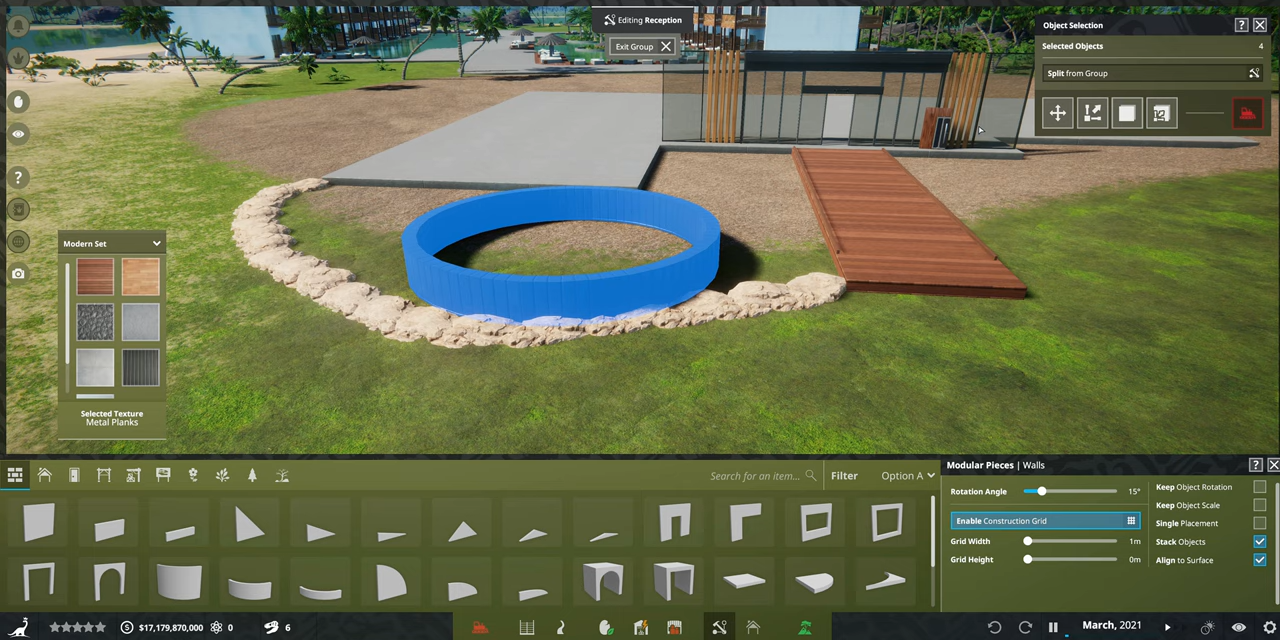 Editing Reception
Exit Group
Object Selection
?
Selected Objects
4
Split from Group
12
?
Modern Set
Selected Texture
Metal Planks
Search for an item...
Filter
Option A
Modular Pieces | Walls
?
Rotation Angle
15°
Enable Construction Grid
Grid Width
1m
Grid Height
0m
Keep Object Rotation
Keep Object Scale
Single Placement
Stack Objects
Align to Surface
$17,179,870,000
0
6
March, 2021